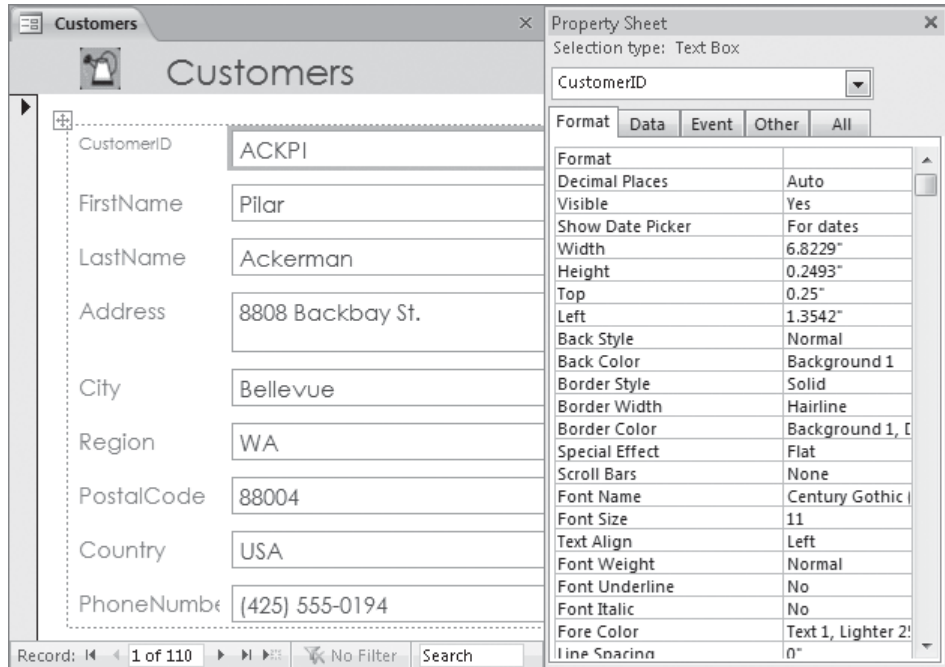 Customers
Customers
CustomerID ACKPI
FirstName Pilar
LastName Ackerman
Address 8808 Backbay St.
City Bellevue
Region WA
PostalCode 88004
Country USA
PhoneNumbe (425) 555-0194
Record: 1 of 110 No Filter Search
Property Sheet
Selection type: Text Box
CustomerID
Format Data Event Other All
Format
Decimal Places Auto
Visible Yes
Show Date Picker For dates
Width 6.8229"
Height 0.2493"
Top 0.25"
Left 1.3542"
Back Style Normal
Back Color Background 1
Border Style Solid
Border Width Hairline
Border Color Background 1, D
Special Effect Flat
Scroll Bars None
Font Name Century Gothic (
Font Size 11
Text Align Left
Font Weight Normal
Font Underline No
Font Italic No
Fore Color Text 1, Lighter 25
Line Spacing 0"